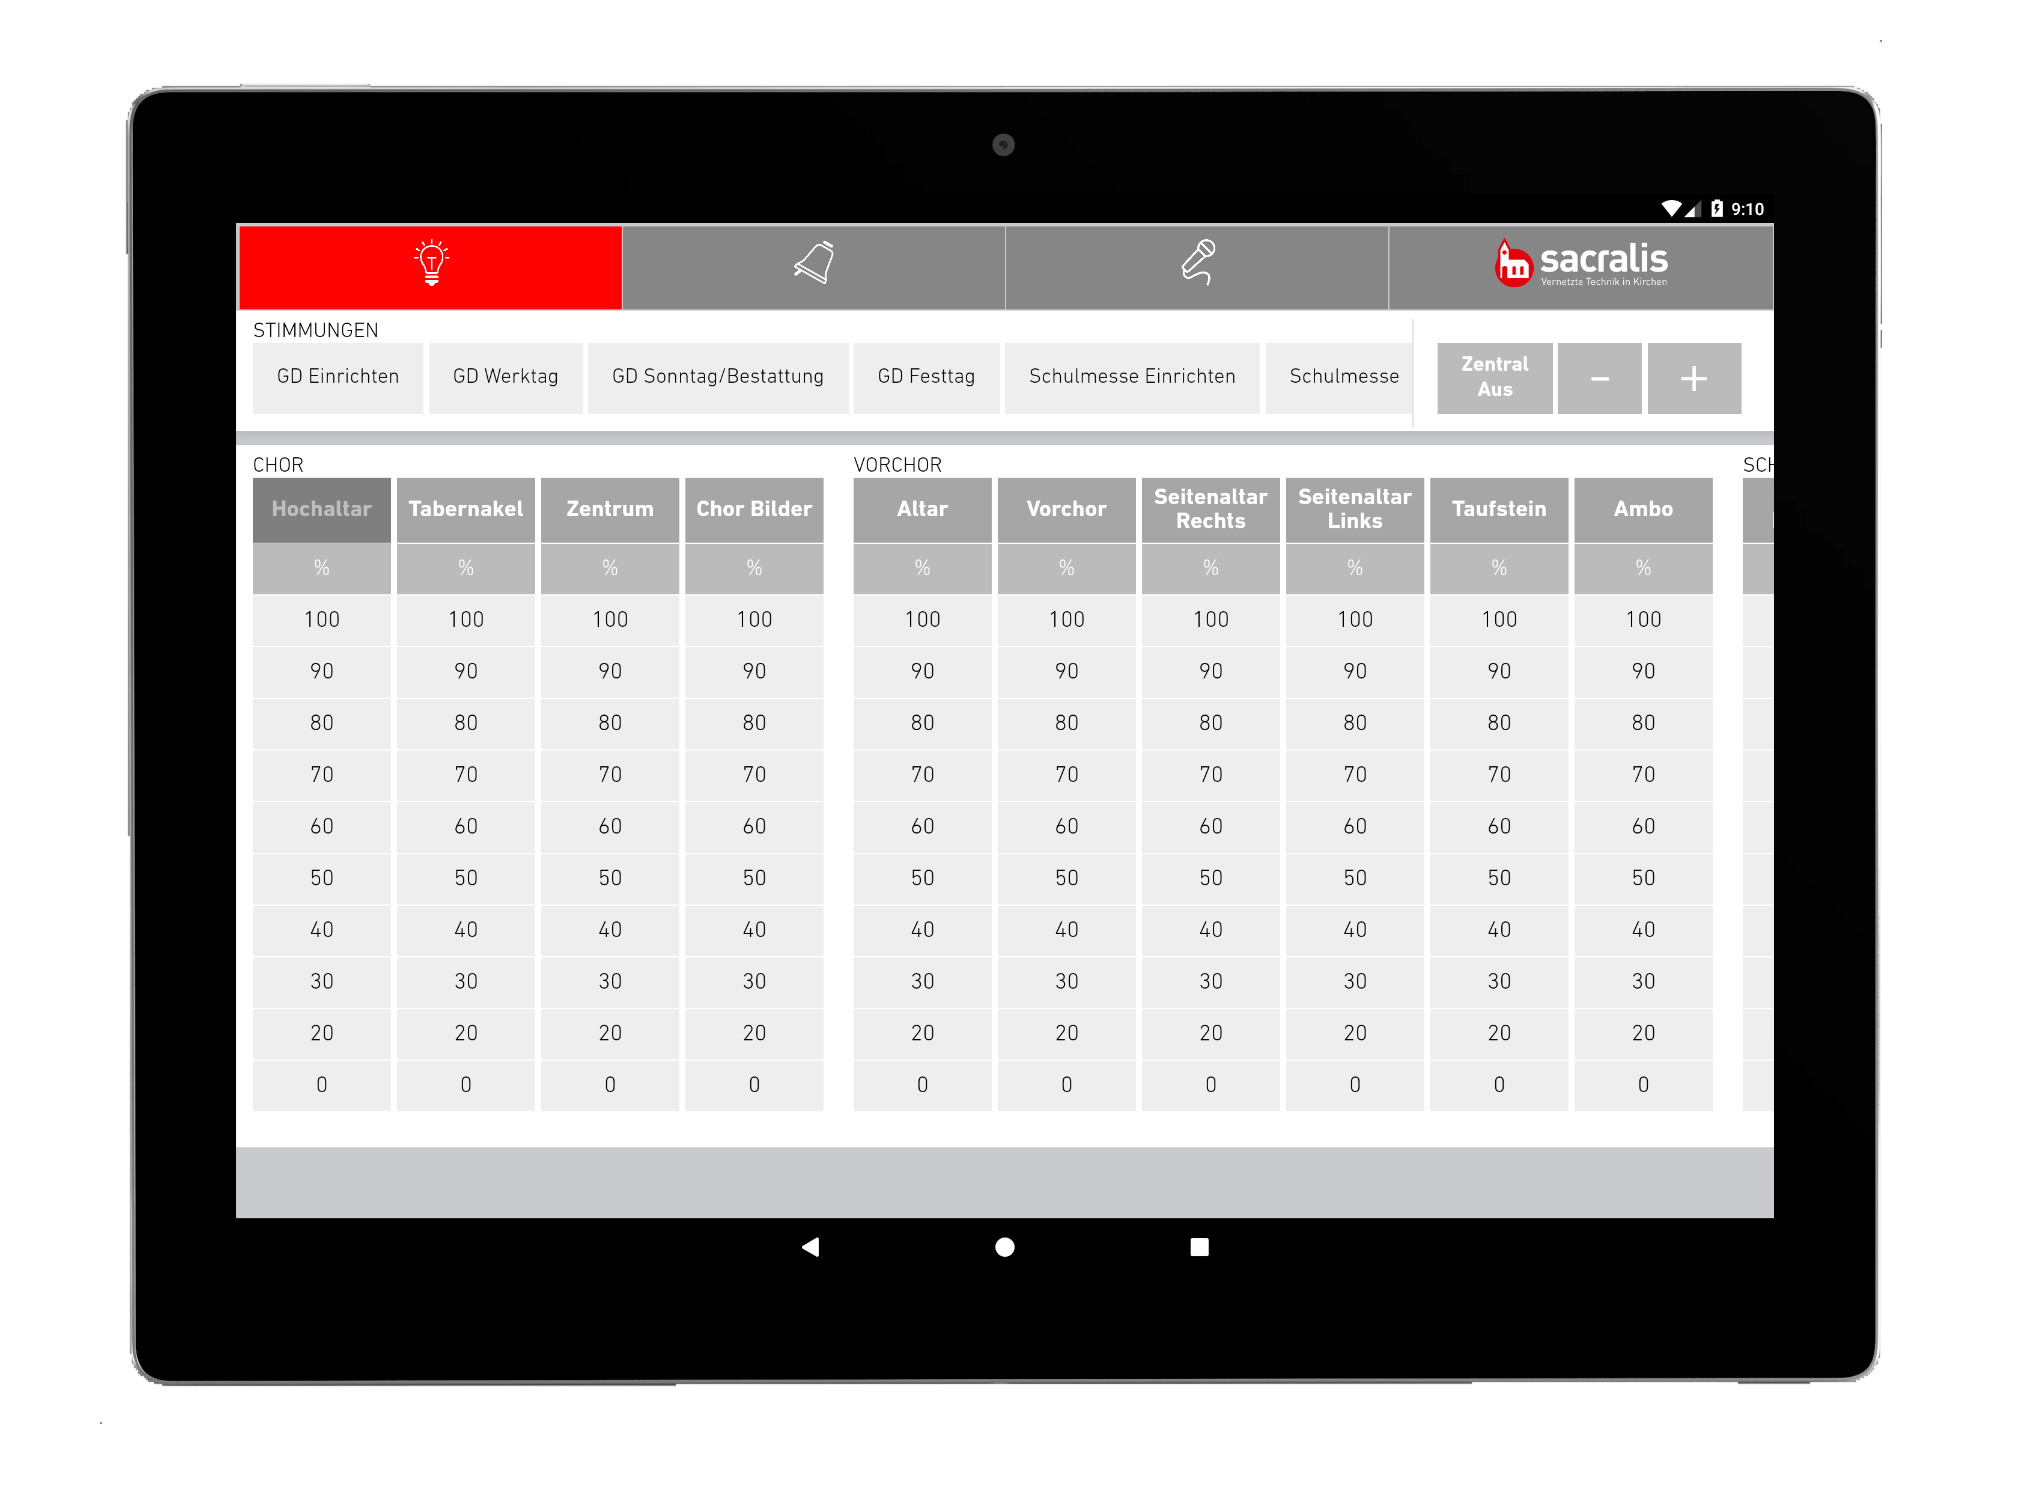 9:10
sacralis
Vernetzte Technik in Kirchen
STIMMUNGEN
GD Einrichten GD Werktag GD Sonntag/Bestattung GD Festtag Schulmesse Einrichten Schulmesse Zentral Aus − +
CHOR VORCHOR SCH
Hochaltar Tabernakel Zentrum Chor Bilder Altar Vorchor Seitenaltar Rechts Seitenaltar Links Taufstein Ambo
% % % % % % % % % %
100 100 100 100 100 100 100 100 100 100
90 90 90 90 90 90 90 90 90 90
80 80 80 80 80 80 80 80 80 80
70 70 70 70 70 70 70 70 70 70
60 60 60 60 60 60 60 60 60 60
50 50 50 50 50 50 50 50 50 50
40 40 40 40 40 40 40 40 40 40
30 30 30 30 30 30 30 30 30 30
20 20 20 20 20 20 20 20 20 20
0 0 0 0 0 0 0 0 0 0